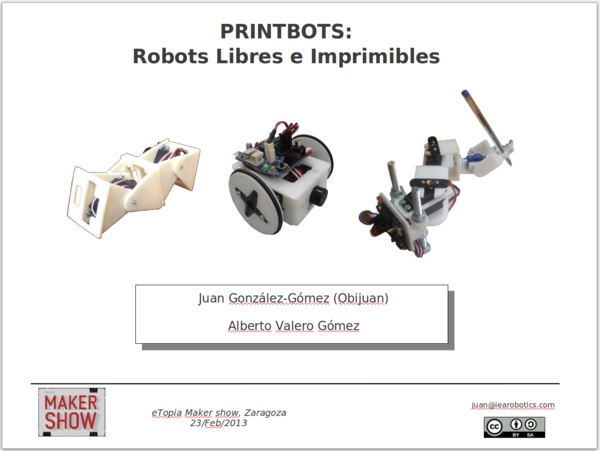 PRINTBOTS:
Robots Libres e Imprimibles
Juan González-Gómez (Obijuan)
Alberto Valero Gómez
MAKER
SHOW
eTopia Maker show, Zaragoza
23/Feb/2013
juan@iearobotics.com
cc
BY SA